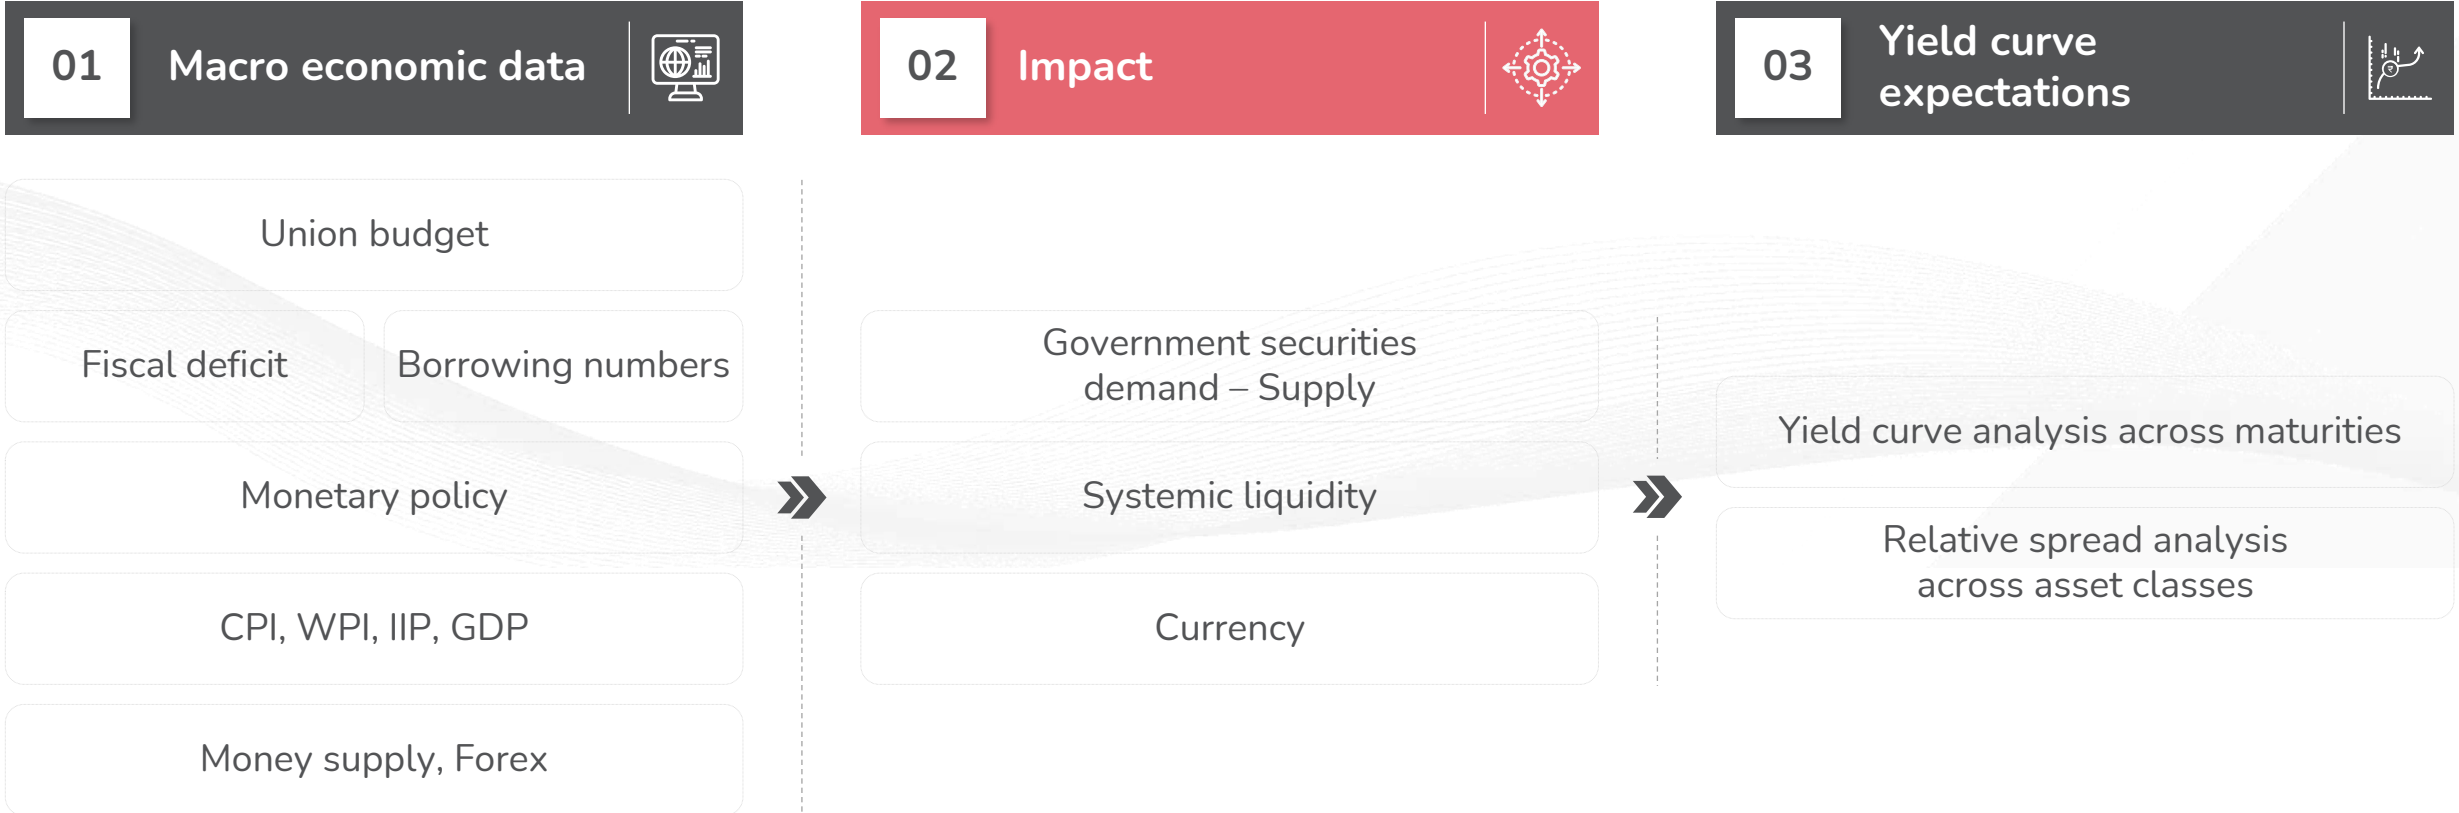 01
Macro economic data
Union budget
Fiscal deficit
Borrowing numbers
Monetary policy
CPI, WPI, IIP, GDP
Money supply, Forex
02
Impact
Government securities
demand – Supply
Systemic liquidity
Currency
03
Yield curve
expectations
₹
Yield curve analysis across maturities
Relative spread analysis
across asset classes